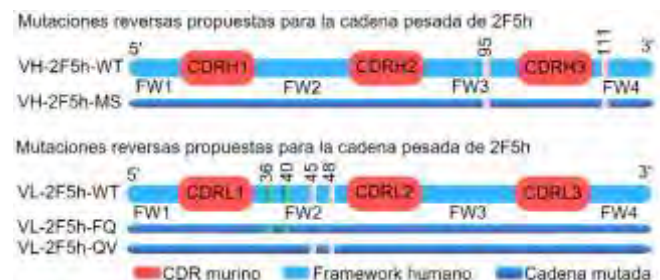 Mutaciones reversas propuestas para la cadena pesada de 2F5h
5' 95 111 3'
VH-2F5h-WT CDRH1 CDRH2 CDRH3
FW1 FW2 FW3 FW4
VH-2F5h-MS
Mutaciones reversas propuestas para la cadena pesada de 2F5h
5' 36 40 45 48 3'
VL-2F5h-WT CDRL1 CDRL2 CDRL3
FW1 FW2 FW3 FW4
VL-2F5h-FQ
VL-2F5h-QV
CDR murino Framework humano Cadena mutada